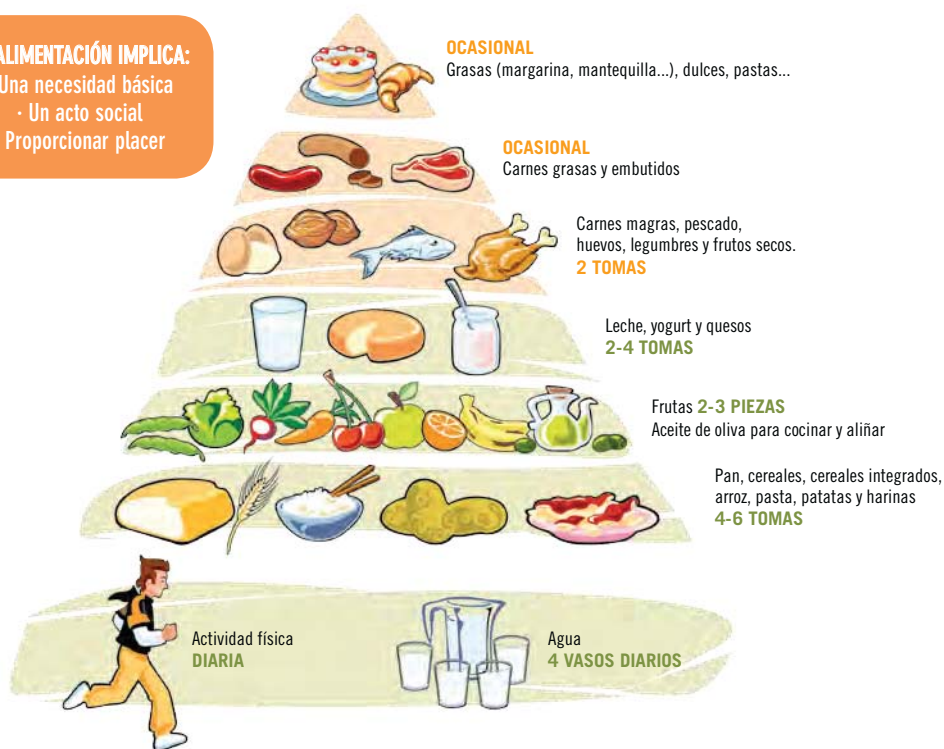 ALIMENTACIÓN IMPLICA:
Una necesidad básica
· Un acto social
Proporcionar placer
OCASIONAL
Grasas (margarina, mantequilla...), dulces, pastas...
OCASIONAL
Carnes grasas y embutidos
Carnes magras, pescado,
huevos, legumbres y frutos secos.
2 TOMAS
Leche, yogurt y quesos
2-4 TOMAS
Frutas 2-3 PIEZAS
Aceite de oliva para cocinar y aliñar
Pan, cereales, cereales integrados,
arroz, pasta, patatas y harinas
4-6 TOMAS
Actividad física
DIARIA
Agua
4 VASOS DIARIOS